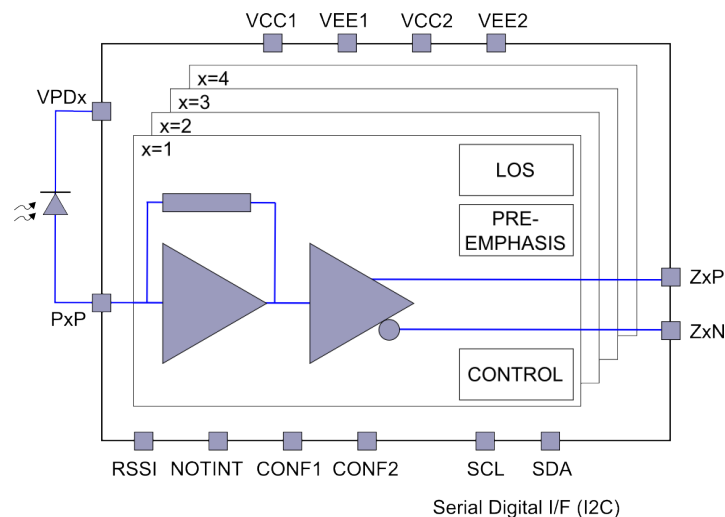 VCC1 VEE1 VCC2 VEE2
VPDx
x=4
x=3
x=2
x=1
LOS
PRE-
EMPHASIS
ZxP
PxP
ZxN
CONTROL
RSSI NOTINT CONF1 CONF2 SCL SDA
Serial Digital I/F (I2C)